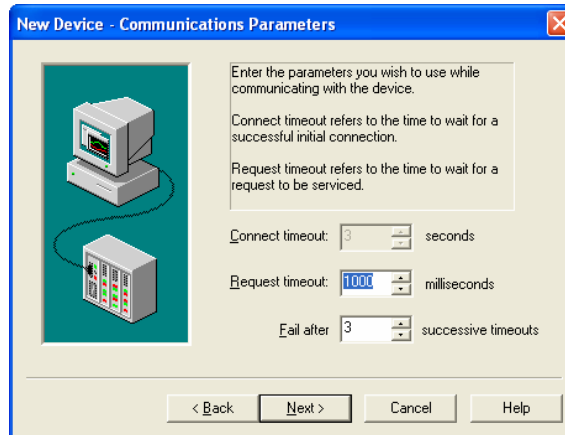 New Device - Communications Parameters
Enter the parameters you wish to use while
communicating with the device.
Connect timeout refers to the time to wait for a
successful initial connection.
Request timeout refers to the time to wait for a
request to be serviced.
Connect timeout: 3 seconds
Request timeout: 1000 milliseconds
Fail after 3 successive timeouts
< Back Next > Cancel Help